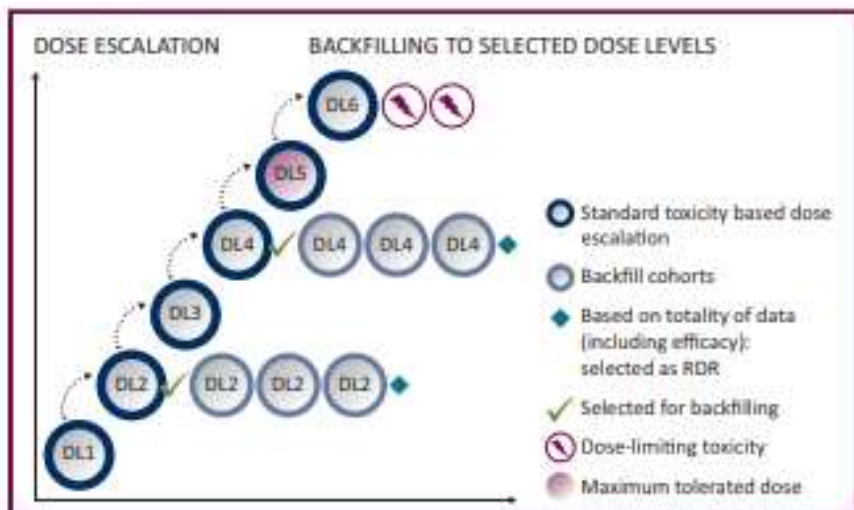 DOSE ESCALATION
BACKFILLING TO SELECTED DOSE LEVELS
DL6
DL5
DL4
DL4
DL4
DL4
DL3
DL2
DL2
DL2
DL2
DL1
Standard toxicity based dose
escalation
Backfill cohorts
Based on totality of data
(including efficacy):
selected as RDR
Selected for backfilling
Dose-limiting toxicity
Maximum tolerated dose